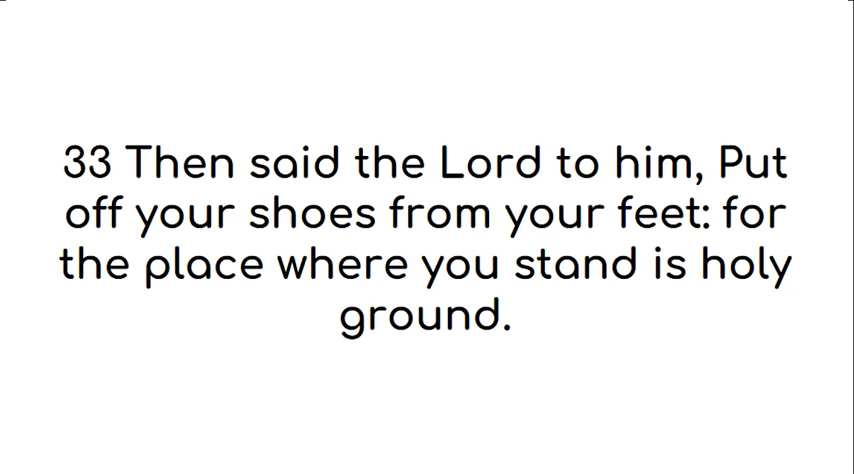 33 Then said the Lord to him, Put
off your shoes from your feet: for
the place where you stand is holy
ground.